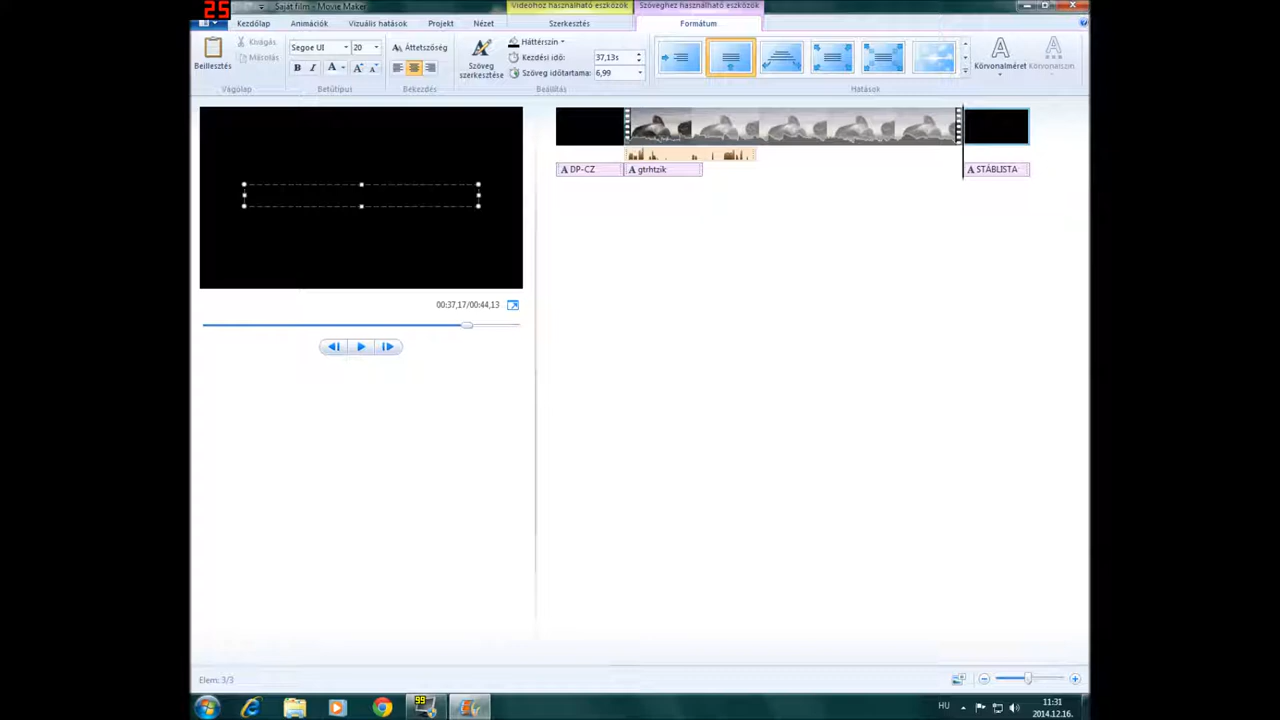 25
Saját film - Movie Maker
Videóhoz használható eszközök
Szöveghez használható eszközök
Kezdőlap
Animációk
Vizuális hatások
Projekt
Nézet
Szerkesztés
Formátum
Beillesztés
Kivágás
Másolás
Vágólap
Segoe UI
20
Áttetszőség
B I A A A
Betűtípus
Bekezdés
Szöveg
szerkesztése
Háttérszín
Kezdési idő: 37,13s
Szöveg időtartama: 6,99
Beállítás
Hatások
Körvonalméret
Körvonalszín
00:37,17/00:44,13
A DP-CZ
A gtrhtzik
A STÁBLISTA
Elem: 3/3
99
HU
11:31
2014.12.16.